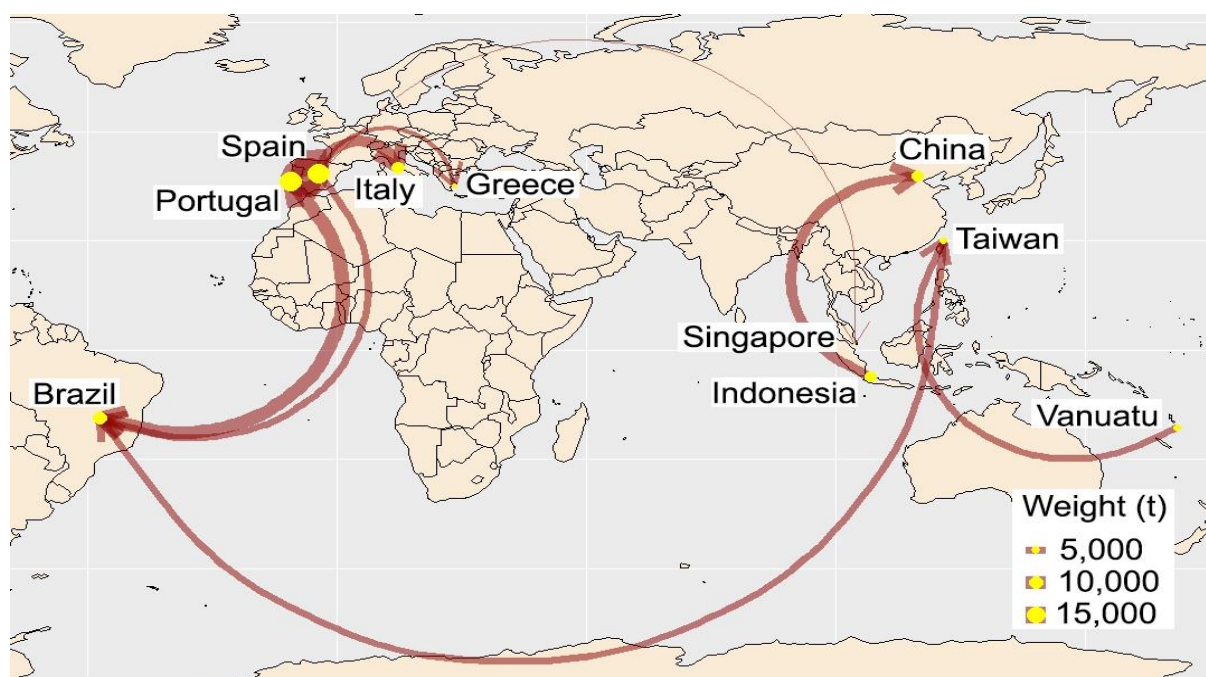 Spain
China
Portugal
Italy
Greece
Taiwan
Singapore
Indonesia
Brazil
Vanuatu
Weight (t)
5,000
10,000
15,000